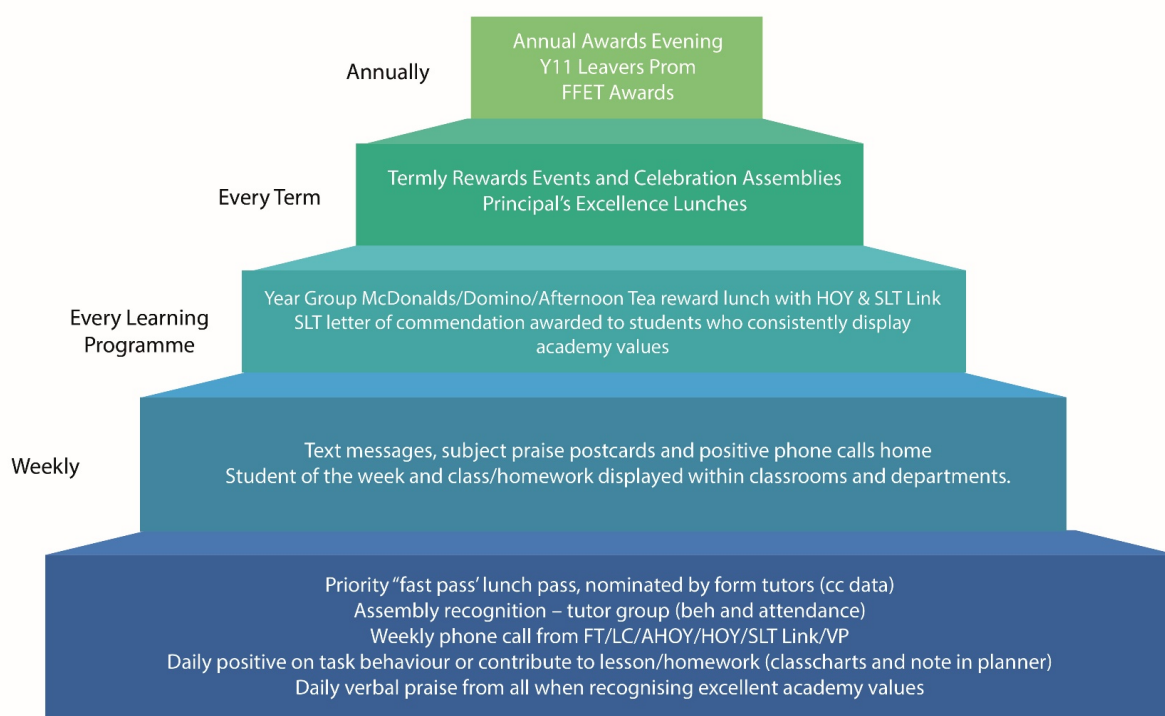 Annually
Annual Awards Evening
Y11 Leavers Prom
FFET Awards
Every Term
Termly Rewards Events and Celebration Assemblies
Principal’s Excellence Lunches
Every Learning
Programme
Year Group McDonalds/Domino/Afternoon Tea reward lunch with HOY & SLT Link
SLT letter of commendation awarded to students who consistently display
academy values
Weekly
Text messages, subject praise postcards and positive phone calls home
Student of the week and class/homework displayed within classrooms and departments.
Priority “fast pass’ lunch pass, nominated by form tutors (cc data)
Assembly recognition – tutor group (beh and attendance)
Weekly phone call from FT/LC/AHOY/HOY/SLT Link/VP
Daily positive on task behaviour or contribute to lesson/homework (classcharts and note in planner)
Daily verbal praise from all when recognising excellent academy values